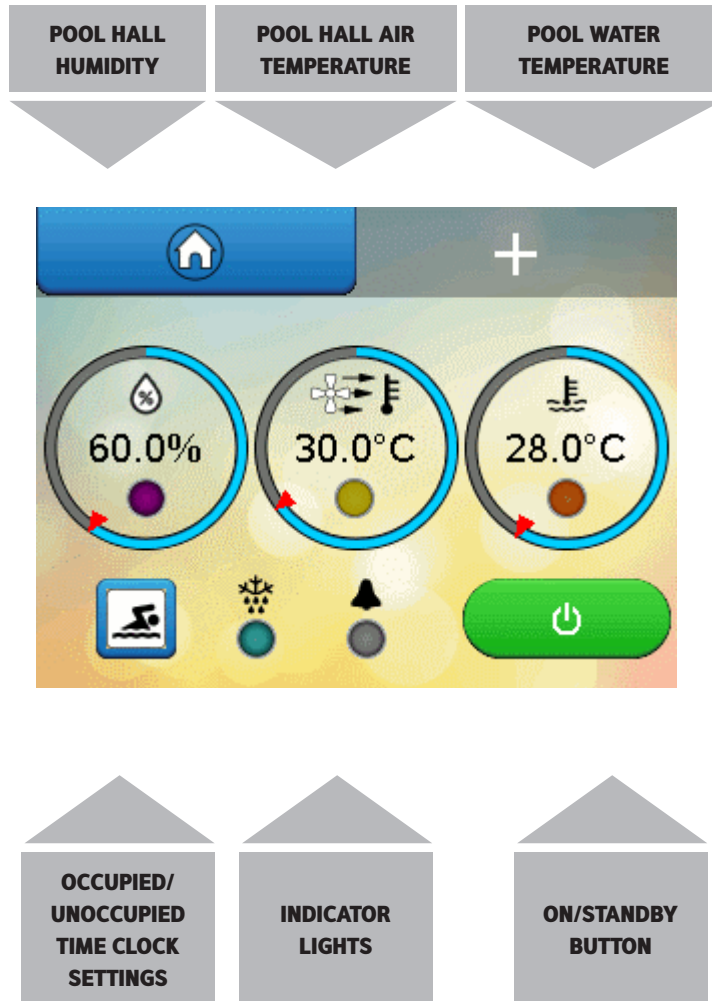 POOL HALL
HUMIDITY
POOL HALL AIR
TEMPERATURE
POOL WATER
TEMPERATURE
%
60.0%
30.0°C
28.0°C
OCCUPIED/
UNOCCUPIED
TIME CLOCK
SETTINGS
INDICATOR
LIGHTS
ON/STANDBY
BUTTON